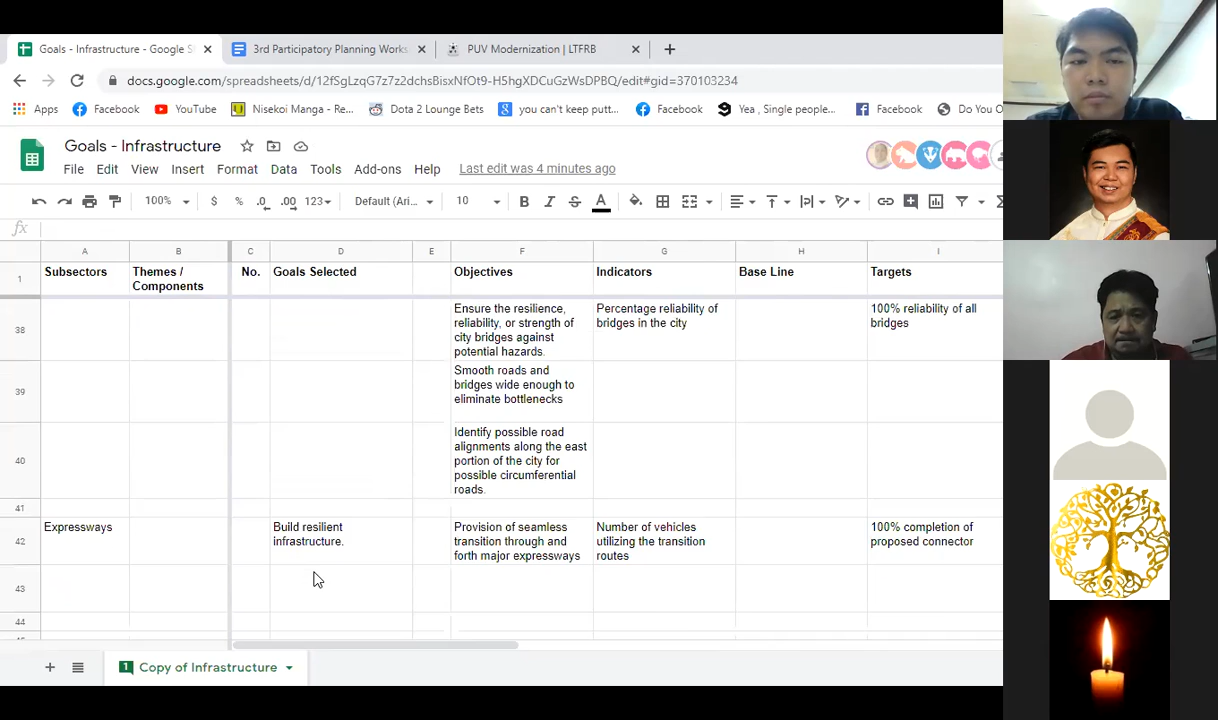 Goals - Infrastructure - Google S
3rd Participatory Planning Works
PUV Modernization | LTFRB
docs.google.com/spreadsheets/d/12fSgLzqG7z7z2dchsBisxNfOt9-H5hgXDCuGzWsDPBQ/edit#gid=370103234
Apps
Facebook
YouTube
Nisekoi Manga - Re...
Dota 2 Lounge Bets
you can't keep putt...
Facebook
Yea , Single people...
Facebook
Do You O
Goals - Infrastructure
File Edit View Insert Format Data Tools Add-ons Help Last edit was 4 minutes ago
100% $ % .0 .00 123 Default (Ari... 10 B I S A
fx
A B C D E F G H I
1 Subsectors Themes / No. Goals Selected Objectives Indicators Base Line Targets
Components
38
Ensure the resilience,
reliability, or strength of
city bridges against
potential hazards.
Percentage reliability of
bridges in the city
100% reliability of all
bridges
39
Smooth roads and
bridges wide enough to
eliminate bottlenecks
40
Identify possible road
alignments along the east
portion of the city for
possible circumferential
roads.
41
42
Expressways
Build resilient
infrastructure.
Provision of seamless
transition through and
forth major expressways
Number of vehicles
utilizing the transition
routes
100% completion of
proposed connector
43
44
1 Copy of Infrastructure